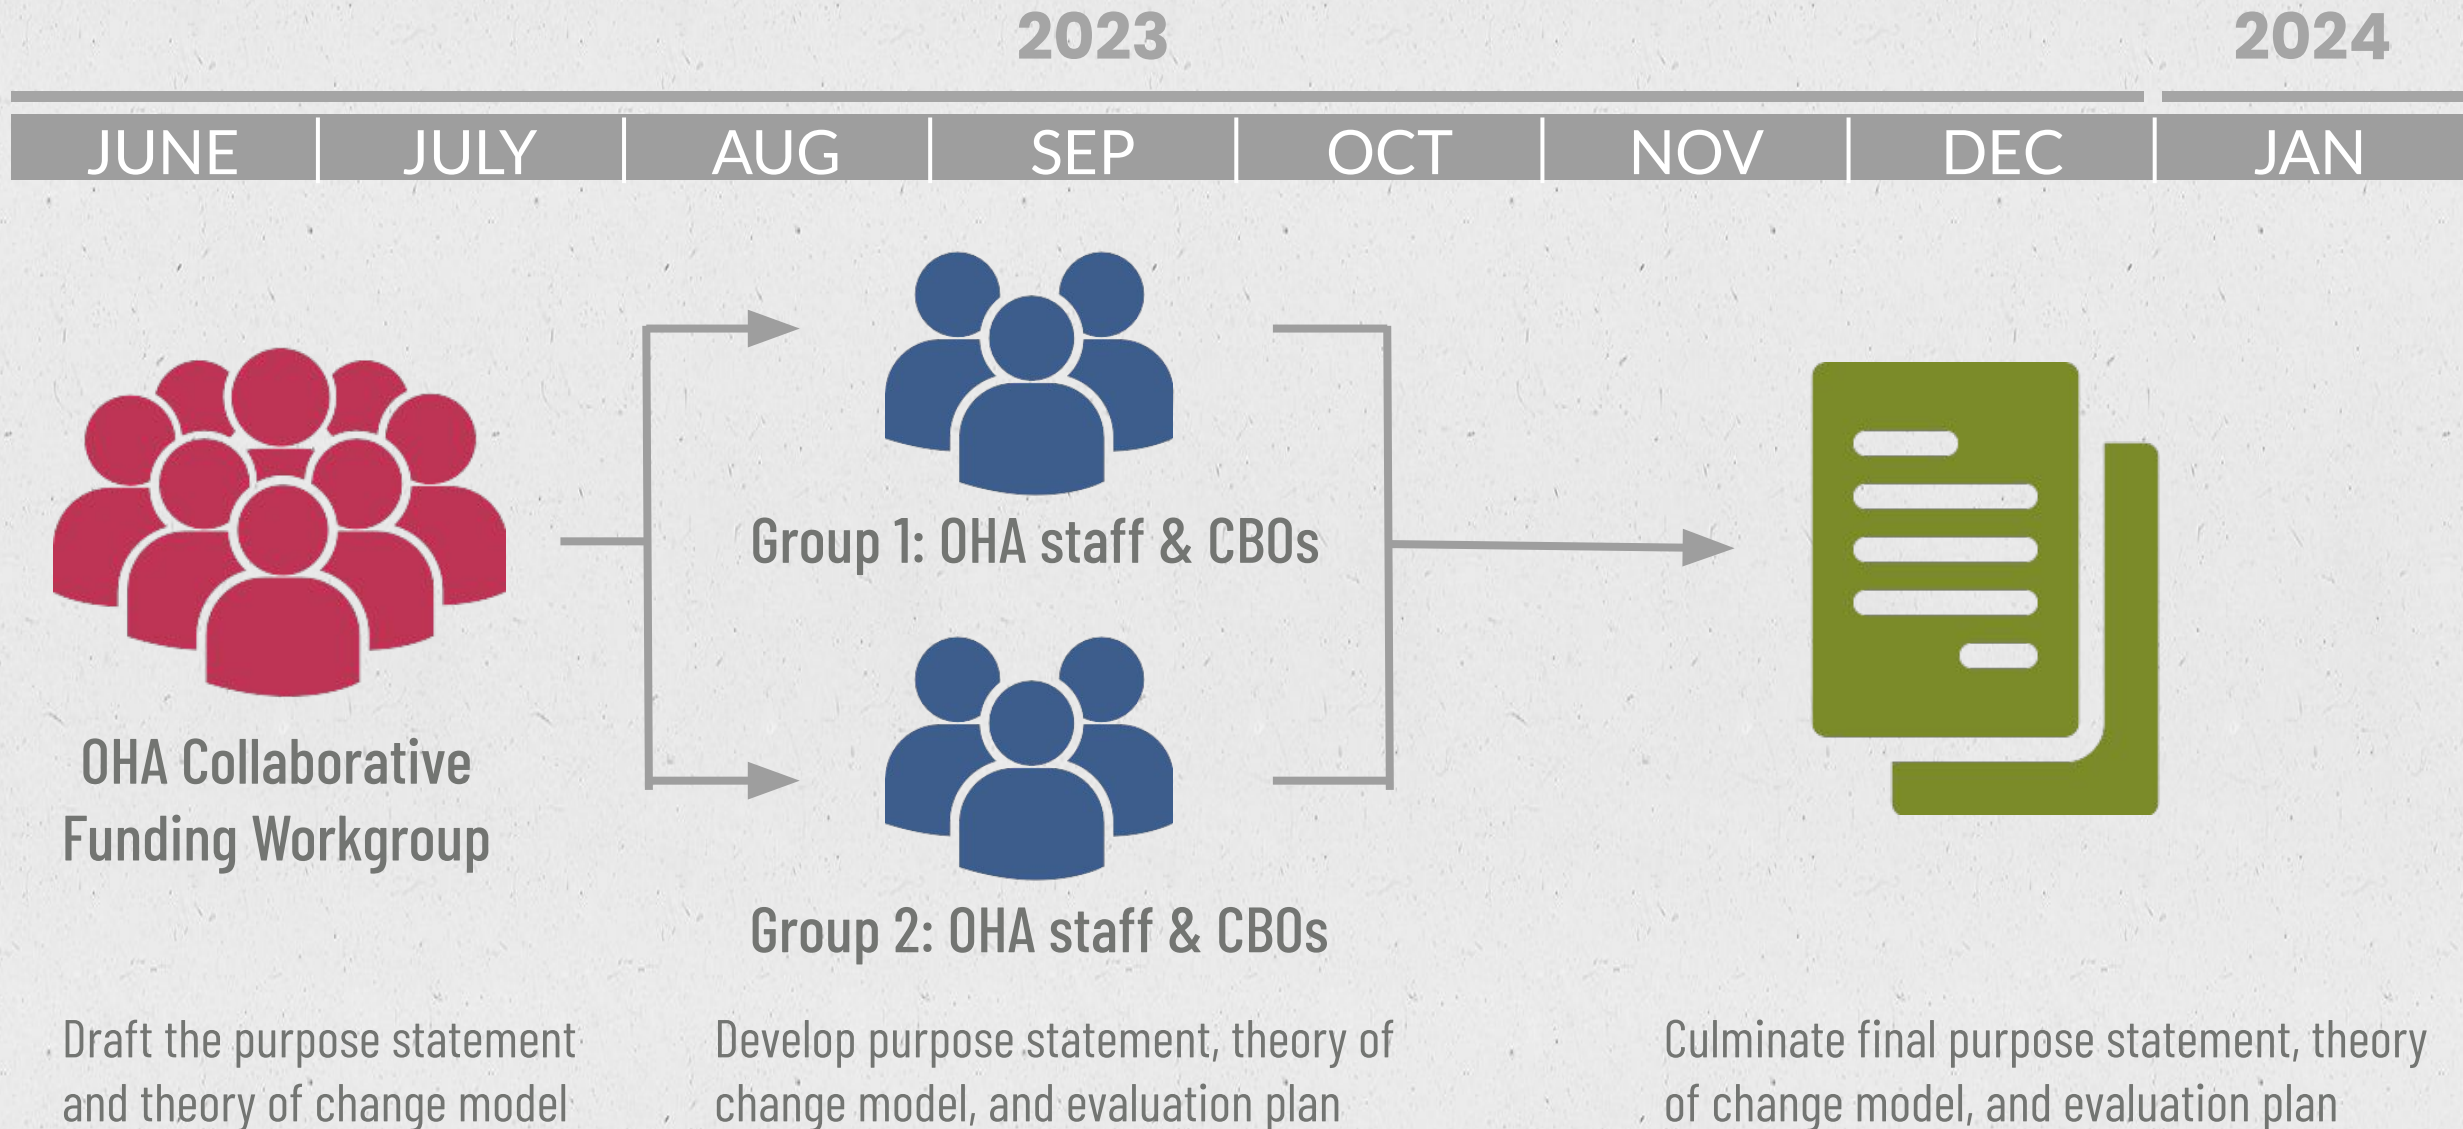 2023
2024
JUNE
JULY
AUG
SEP
OCT
NOV
DEC
JAN
OHA Collaborative
Funding Workgroup
Group 1: OHA staff & CBOs
Group 2: OHA staff & CBOs
Draft the purpose statement
and theory of change model
Develop purpose statement, theory of
change model, and evaluation plan
Culminate final purpose statement, theory
of change model, and evaluation plan